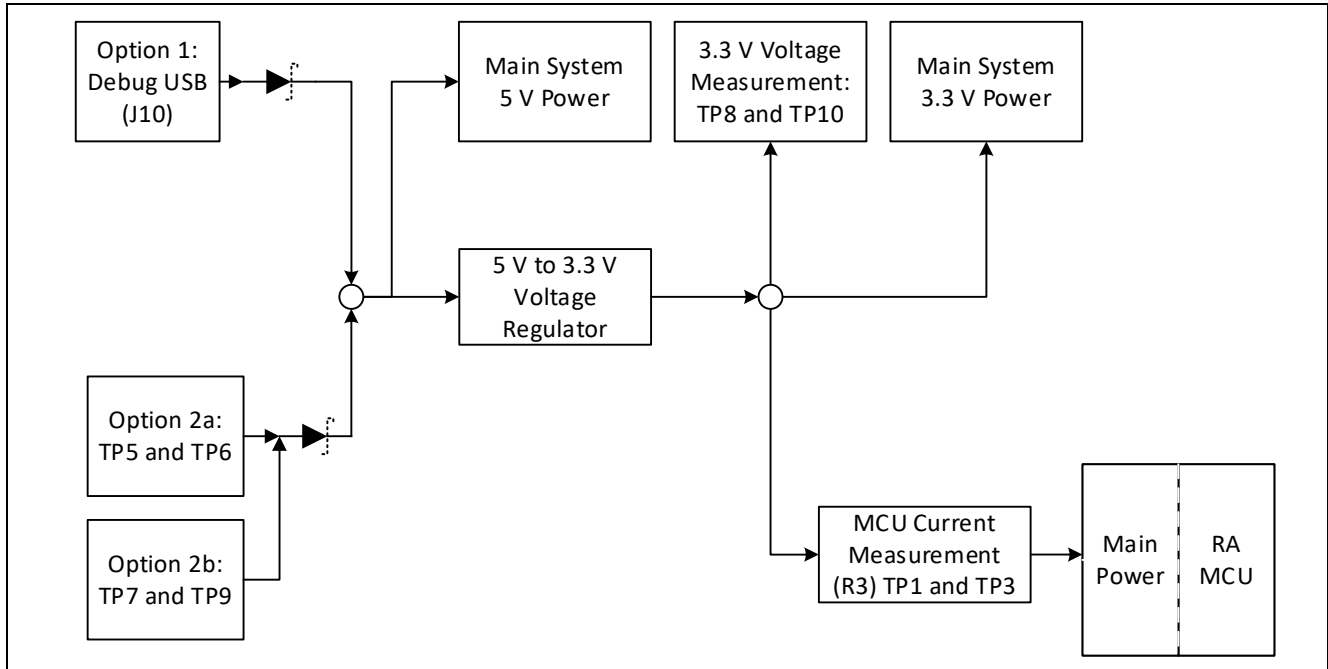 Option 1:
Debug USB
(J10)
Main System
5 V Power
3.3 V Voltage
Measurement:
TP8 and TP10
Main System
3.3 V Power
5 V to 3.3 V
Voltage
Regulator
Option 2a:
TP5 and TP6
Option 2b:
TP7 and TP9
MCU Current
Measurement
(R3) TP1 and TP3
Main
Power
RA
MCU